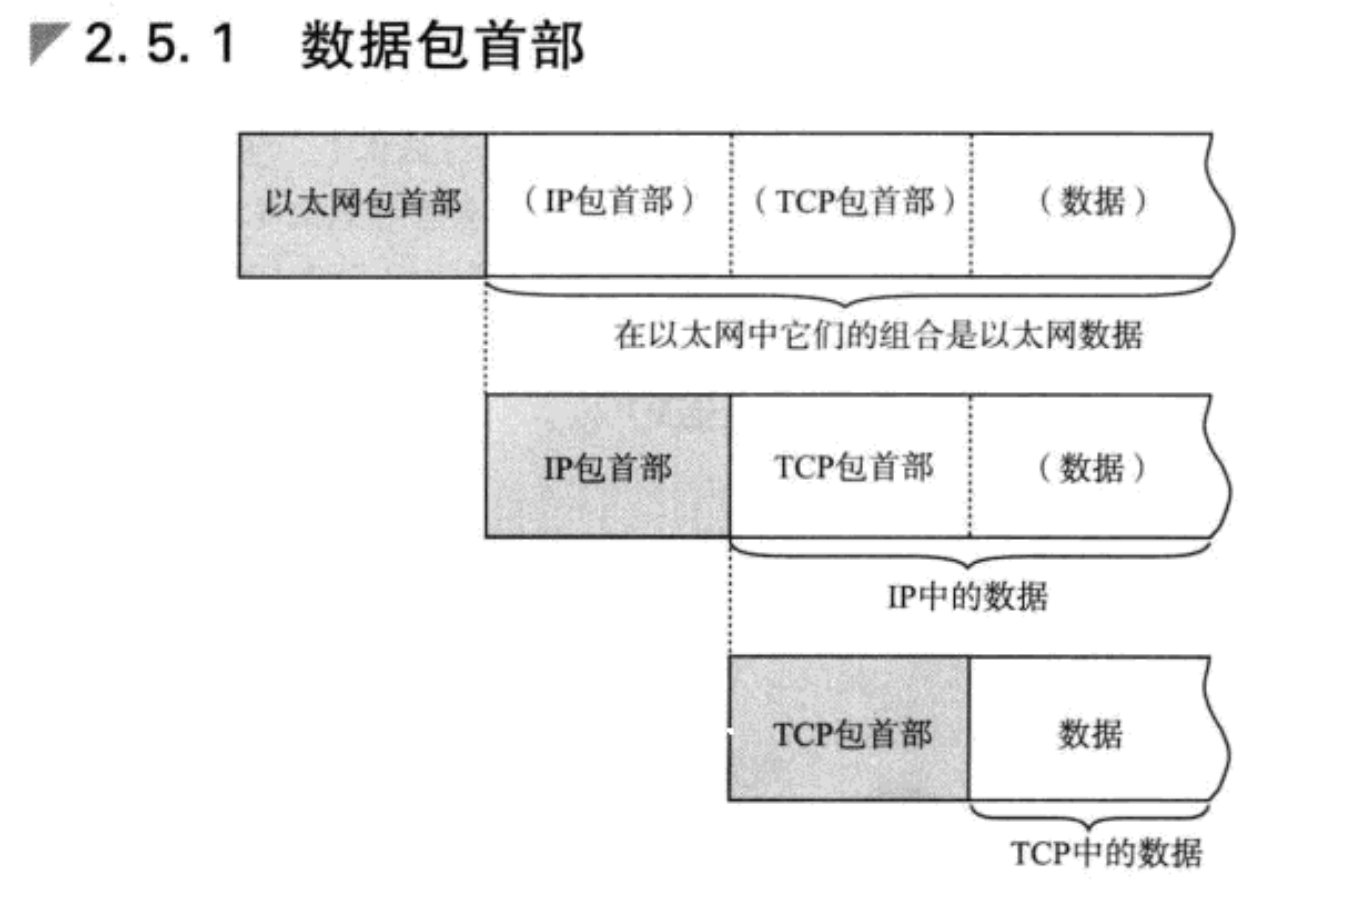 2.5.1 数据包首部
以太网包首部 （IP包首部） （TCP包首部） （数据）
在以太网中它们的组合是以太网数据
IP包首部 TCP包首部 （数据）
IP中的数据
TCP包首部 数据
TCP中的数据